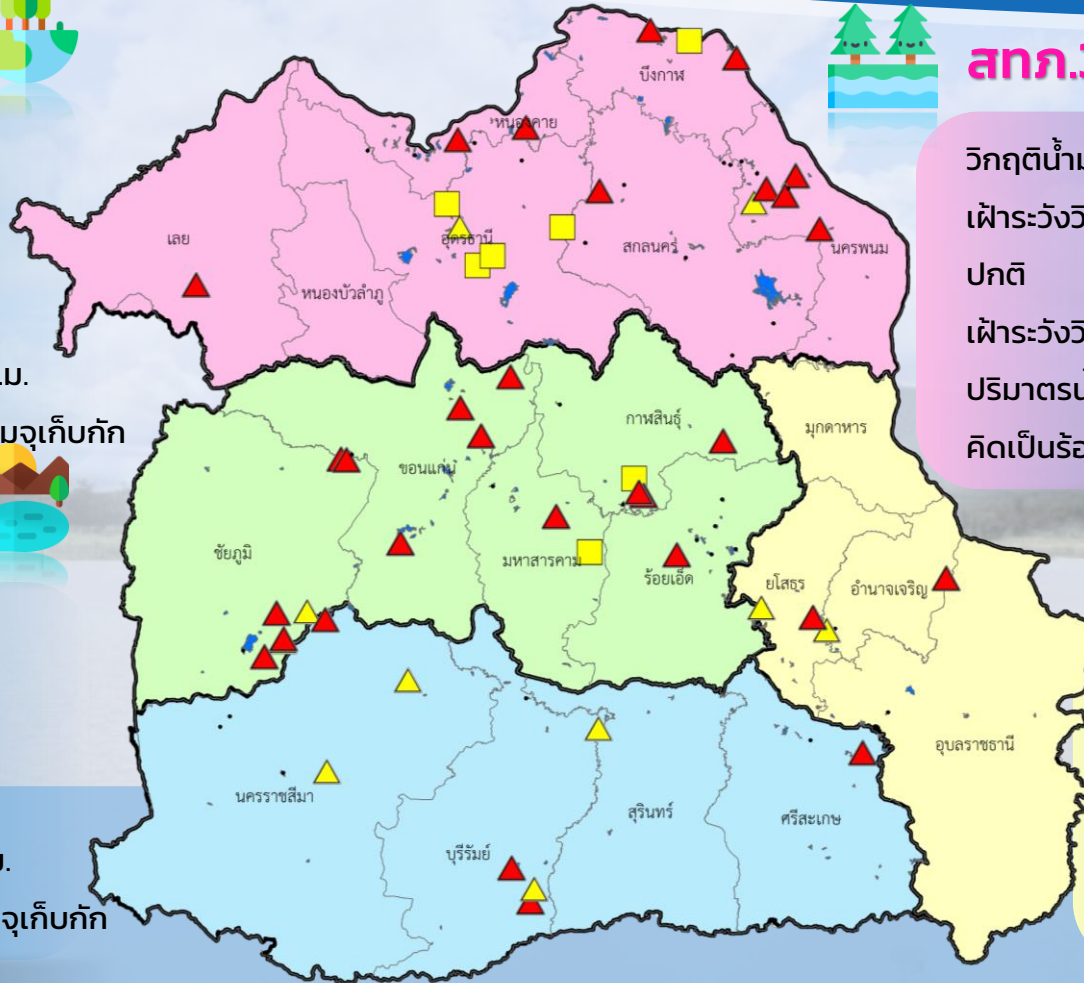 สทภ.3
วิกฤติน้ำม
เฝ้าระวังวิ
ปกติ
เฝ้าระวังวิ
ปริมาตรน้
คิดเป็นร้อ
.ม.
มจุเก็บกัก
ม.
จุเก็บกัก
บึงกาฬ
หนองคาย
เลย
อุดรธานี
สกลนคร
นครพนม
หนองบัวลำภู
กาฬสินธุ์
มุกดาหาร
ขอนแก่น
ชัยภูมิ
มหาสารคาม
ร้อยเอ็ด
ยโสธร
อำนาจเจริญ
อุบลราชธานี
นครราชสีมา
สุรินทร์
ศรีสะเกษ
บุรีรัมย์